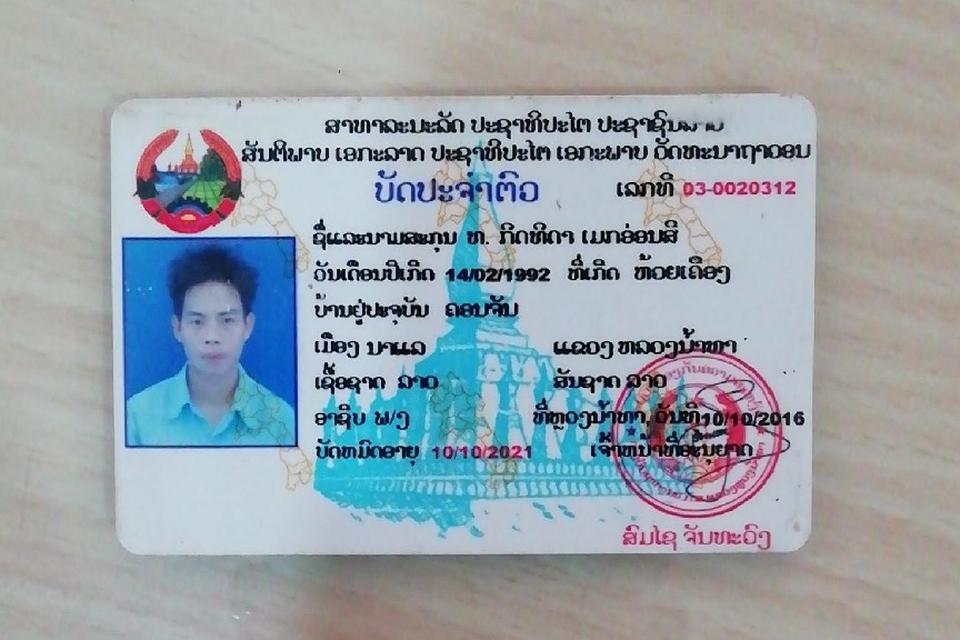 ສາທາລະນະລັດ ປະຊາທິປະໄຕ ປະຊາຊົນລາວ
ສັນຕິພາບ ເອກະລາດ ປະຊາທິປະໄຕ ເອກະພາບ ວັດທະນາຖາວອນ
ບັດປະຈຳຕົວ ເລກທີ 03-0020312
ຊື່ແລະນາມສະກຸນ ທ. ກິດທິດາ ເມກອ່ອນສີ
ວັນເດືອນປີເກີດ 14/02/1992 ທີ່ເກີດ ຫ້ວຍເຄືອງ
ບ້ານຢູ່ປະຈຸບັນ ຄອນຈັນ
ເມືອງ ນາແລ ແຂວງ ຫລວງນ້ຳທາ
ເຊື້ອຊາດ ລາວ ສັນຊາດ ລາວ
ອາຊີບ ພ/ງ ທີ່ຫຼວງນ້ຳທາ, ວັນທີ 10/10/2016
ບັດຫມົດອາຍຸ 10/10/2021 ເຈົ້າຫນ້າທີ່ອະນຸຍາດ
ສົມໄຊ ຈັນທະວົງ